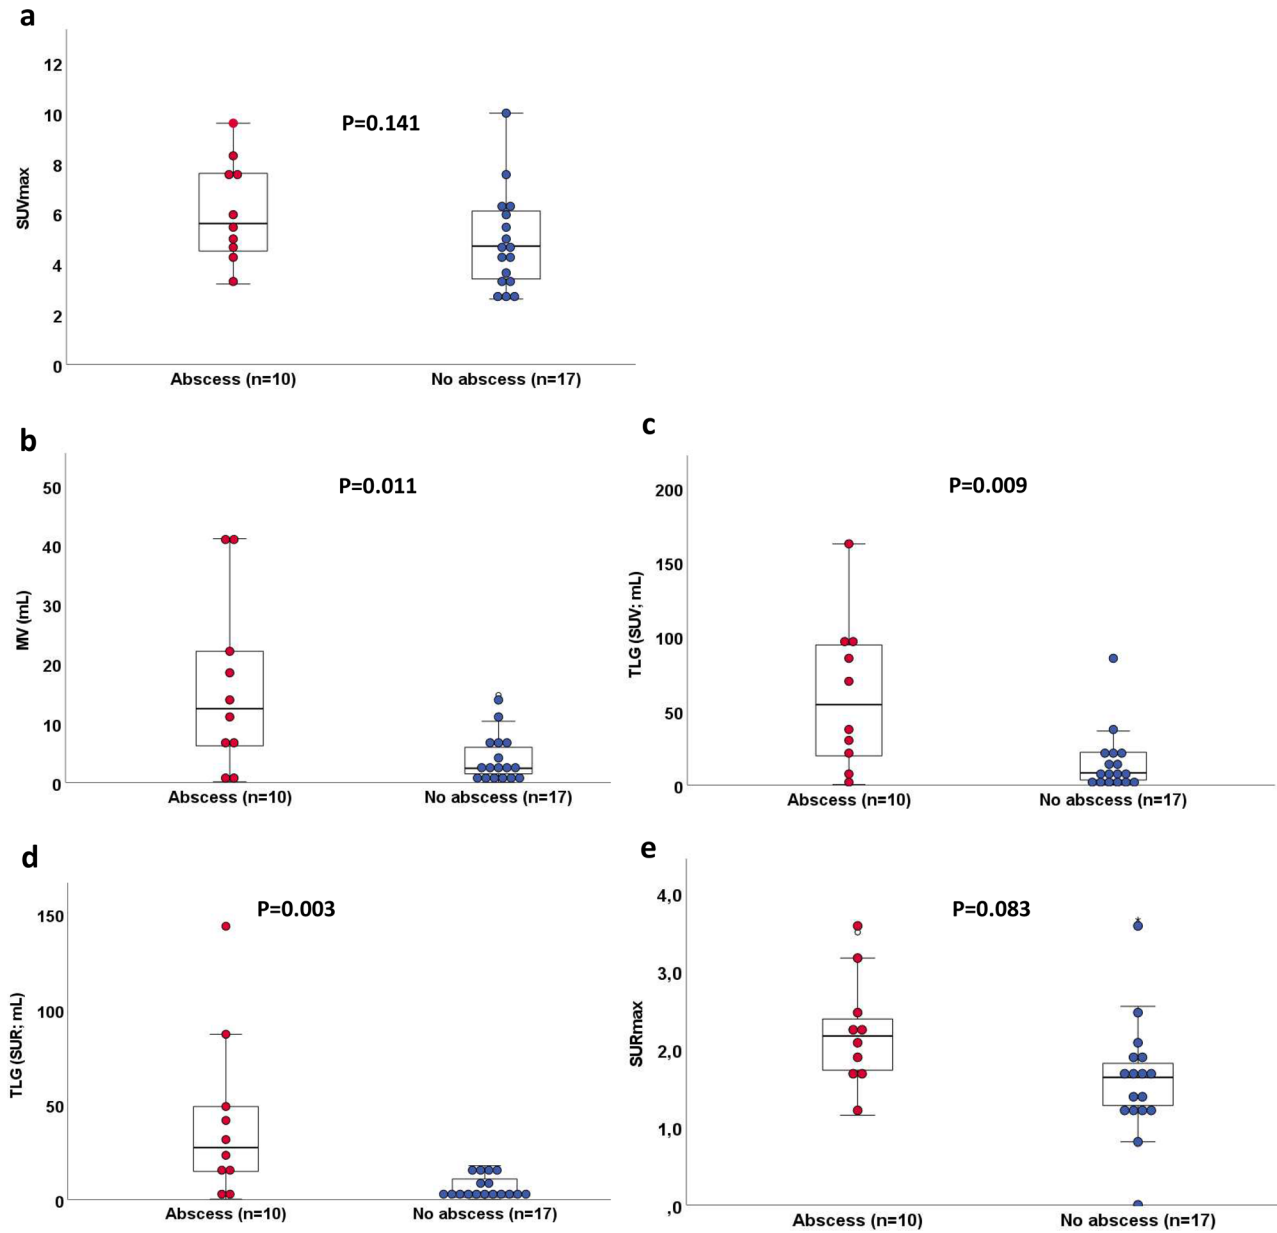 a
12
10
8
6
4
2
0
SUVmax
P=0.141
Abscess (n=10)
No abscess (n=17)
b
50
40
30
20
10
0
MV (mL)
P=0.011
Abscess (n=10)
No abscess (n=17)
c
200
150
100
50
0
TLG (SUV; mL)
P=0.009
Abscess (n=10)
No abscess (n=17)
d
150
100
50
0
TLG (SUR; mL)
P=0.003
Abscess (n=10)
No abscess (n=17)
e
4,0
3,0
2,0
1,0
,0
SURmax
P=0.083
Abscess (n=10)
No abscess (n=17)